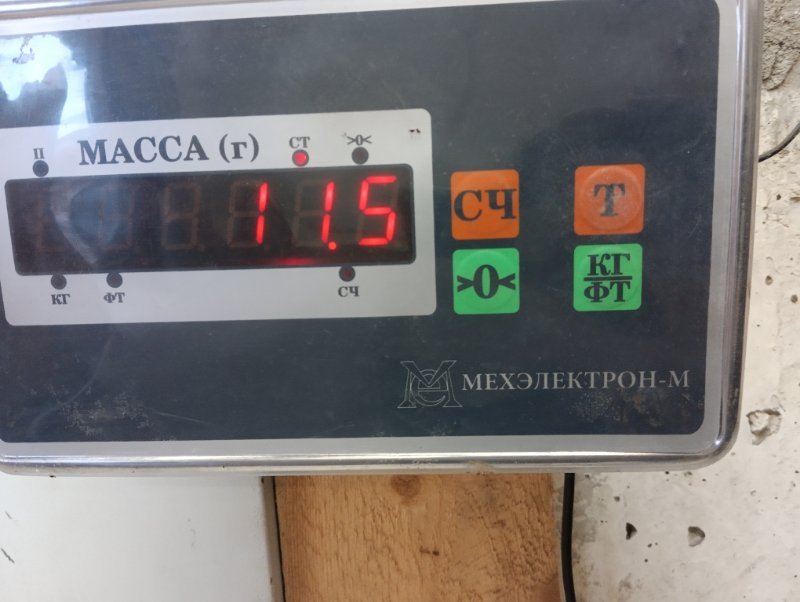 П МАССА (г) СТ >0<
11.5
КГ ФТ СЧ
СЧ Т
>0< КГ
ФТ
МЕХЭЛЕКТРОН-М